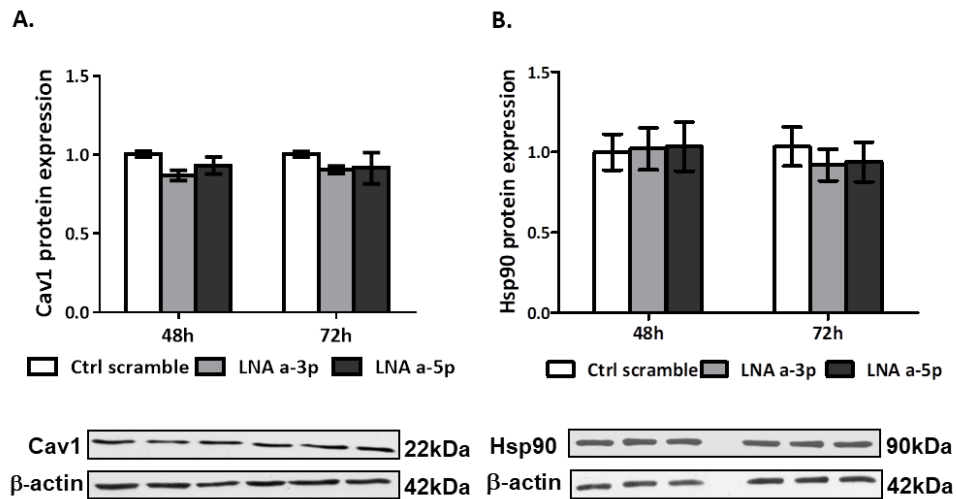 A.
Cav1 protein expression
1.5
1.0
0.5
0.0
48h 72h
Ctrl scramble LNA a-3p LNA a-5p
Cav1 22kDa
β-actin 42kDa
B.
Hsp90 protein expression
1.5
1.0
0.5
0.0
48h 72h
Ctrl scramble LNA a-3p LNA a-5p
Hsp90 90kDa
β-actin 42kDa